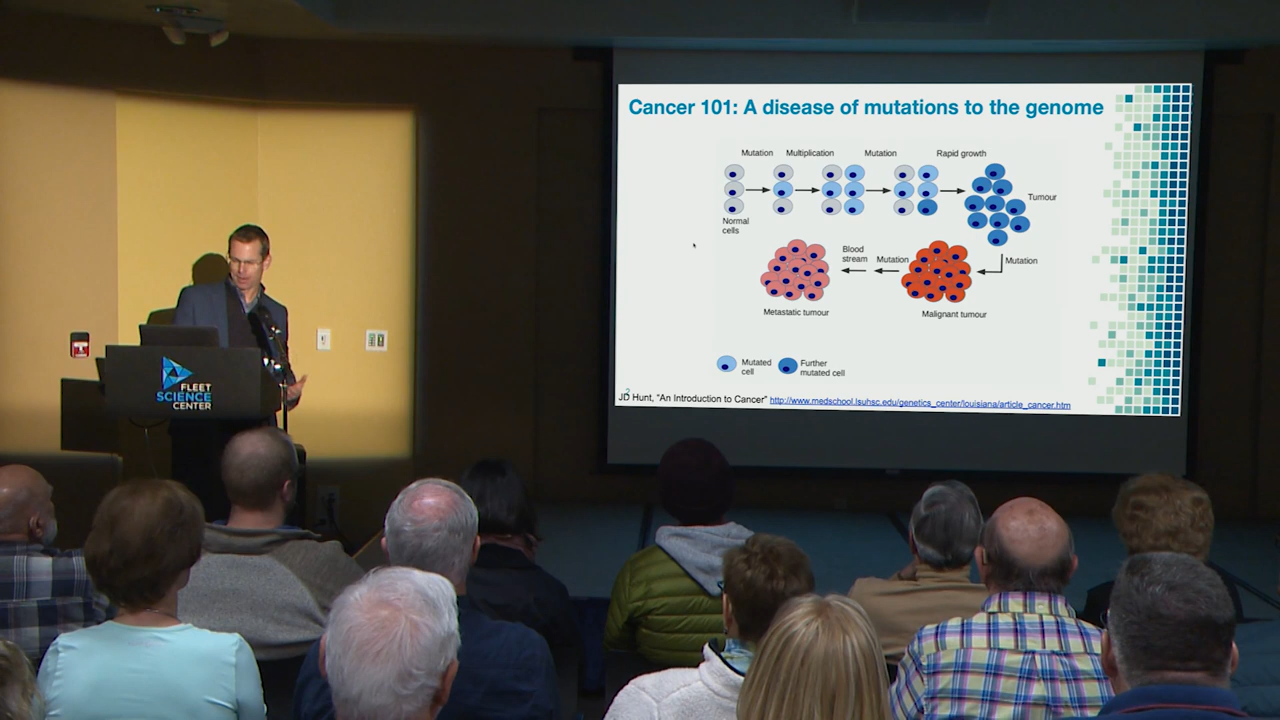 Cancer 101: A disease of mutations to the genome
Mutation Multiplication Mutation Rapid growth
Normal
cells
Tumour
Mutation
Blood
stream
Mutation
Metastatic tumour
Malignant tumour
Mutated
cell
Further
mutated cell
2
JD Hunt, “An Introduction to Cancer” http://www.medschool.lsuhsc.edu/genetics_center/louisiana/article_cancer.htm
FLEET
SCIENCE
CENTER